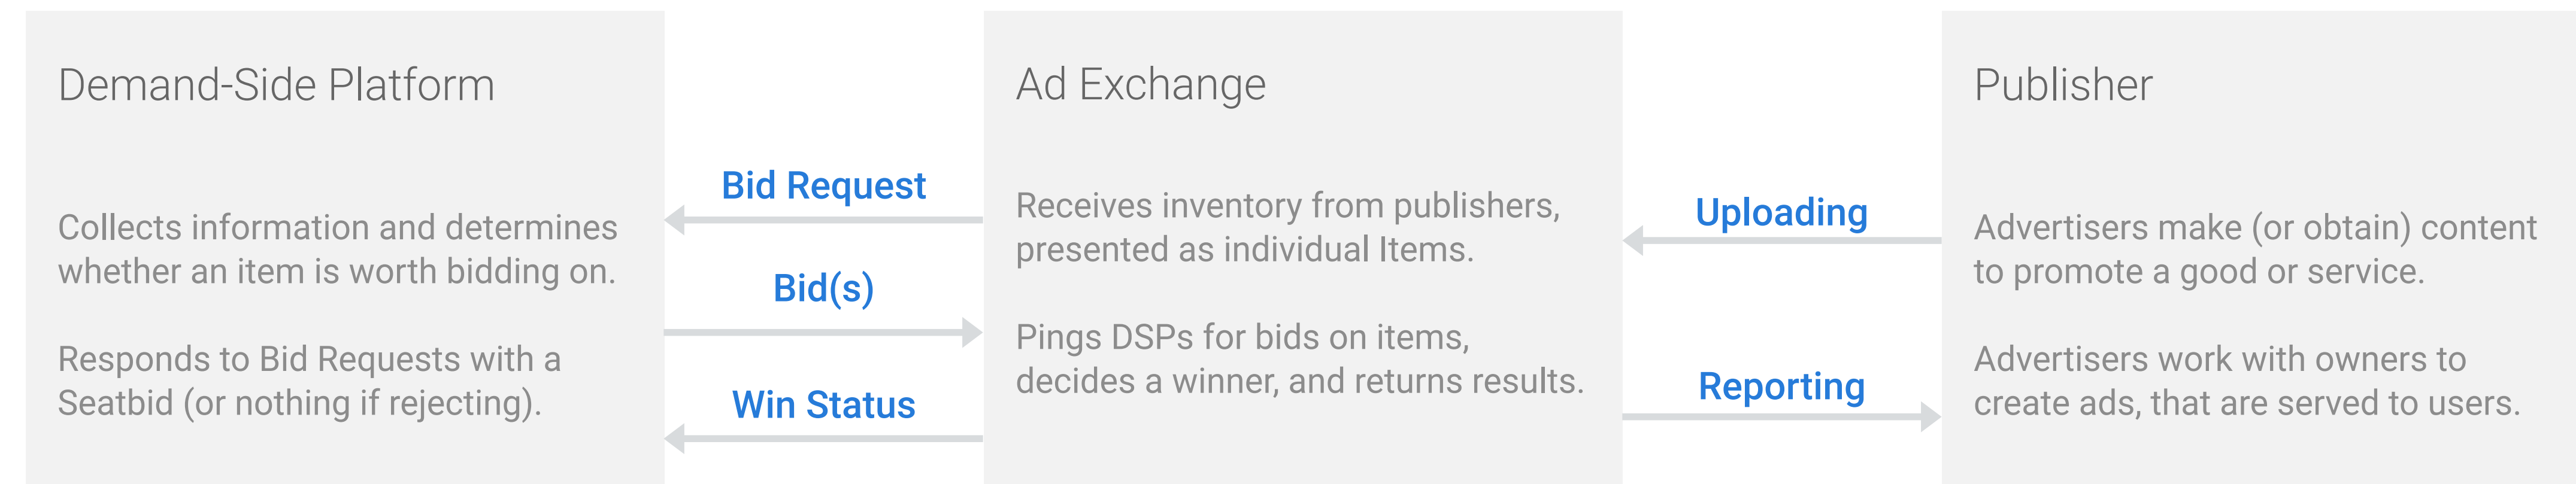 Demand-Side Platform
Collects information and determines
whether an item is worth bidding on.
Responds to Bid Requests with a
Seatbid (or nothing if rejecting).
Bid Request
Bid(s)
Win Status
Ad Exchange
Receives inventory from publishers,
presented as individual Items.
Pings DSPs for bids on items,
decides a winner, and returns results.
Uploading
Reporting
Publisher
Advertisers make (or obtain) content
to promote a good or service.
Advertisers work with owners to
create ads, that are served to users.